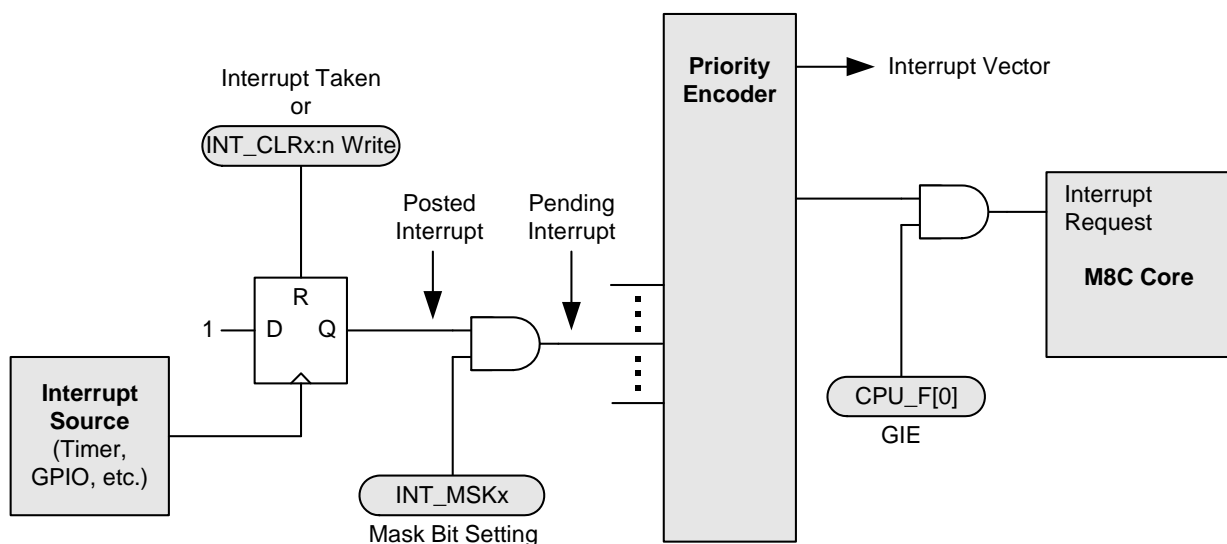 Interrupt Taken
or
INT_CLRx:n Write
Priority
Encoder
Interrupt Vector
Posted
Interrupt
Pending
Interrupt
Interrupt
Request
M8C Core
R
1
D
Q
Interrupt
Source
(Timer,
GPIO, etc.)
INT_MSKx
Mask Bit Setting
CPU_F[0]
GIE